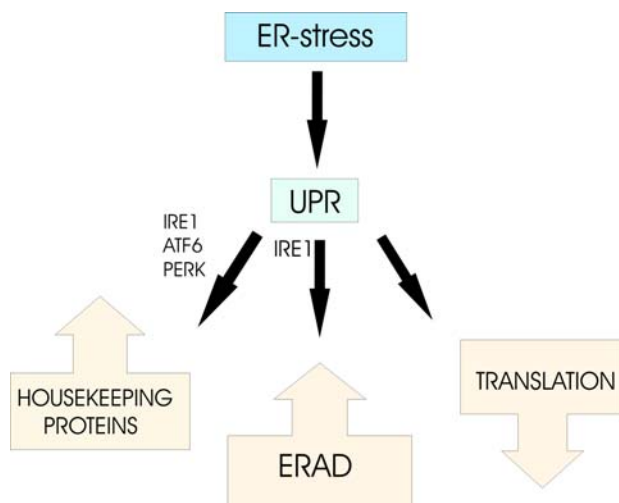 ER-stress
UPR
IRE1
ATF6
PERK
IRE1
HOUSEKEEPING
PROTEINS
ERAD
TRANSLATION